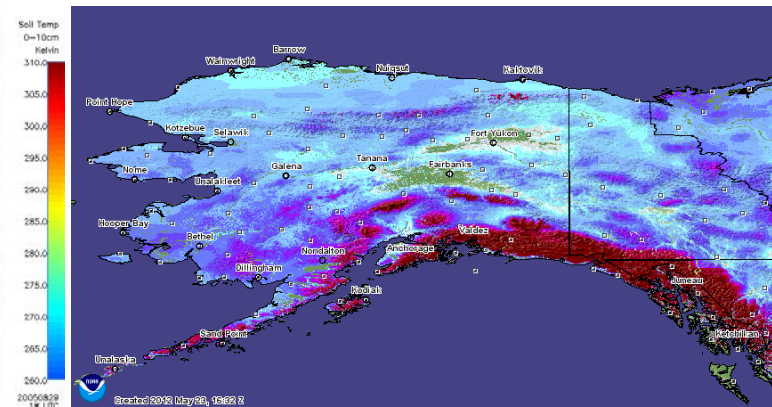 Soil Temp
0-10cm
Kelvin
310.0
305.0
300.0
295.0
290.0
285.0
280.0
275.0
270.0
265.0
260.0
20050829
Barrow
Wainwright
Nuiqsut
Kaktovik
Point Hope
Kotzebue
Selawik
Fort Yukon
Tanana
Galena
Fairbanks
Nome
Unalakleet
Hooper Bay
Bethel
Valdez
Anchorage
Nondalton
Dillingham
Juneau
Kodiak
Sand Point
Ketchikan
Unalaska
NOAA
Created 2012 May 23, 16:32 Z